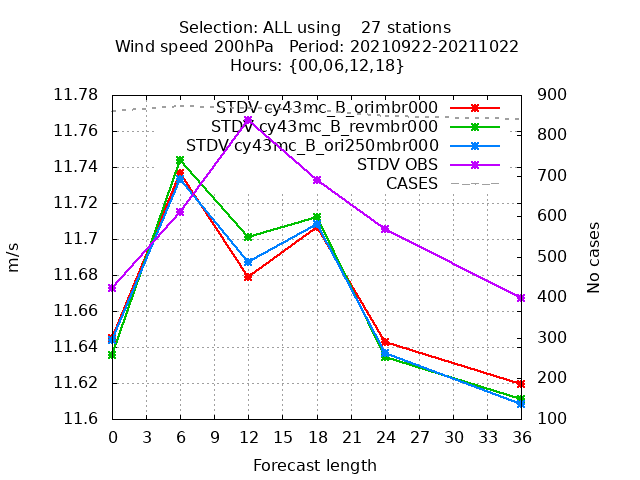 Selection: ALL using    27 stations
Wind speed 200hPa   Period: 20210922-20211022
Hours: {00,06,12,18}
STDV cy43mc_B_orimbr000
STDV cy43mc_B_revmbr000
STDV cy43mc_B_ori250mbr000
STDV OBS
CASES
m/s
11.78
11.76
11.74
11.72
11.7
11.68
11.66
11.64
11.62
11.6
900
800
700
600
500
400
300
200
100
No cases
0 3 6 9 12 15 18 21 24 27 30 33 36
Forecast length